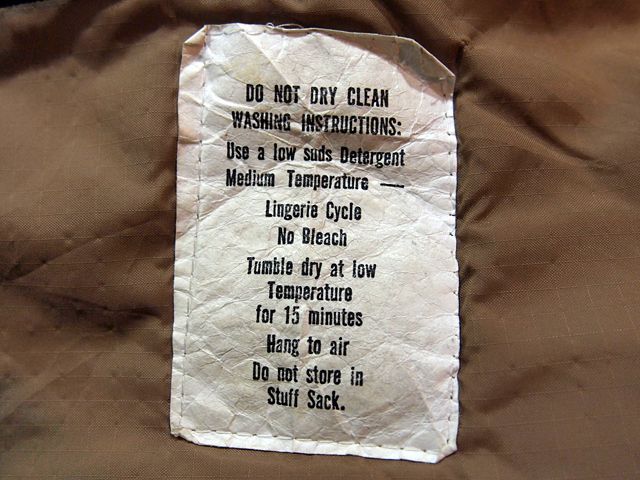 DO NOT DRY CLEAN
WASHING INSTRUCTIONS:
Use a low suds Detergent
Medium Temperature —
Lingerie Cycle
No Bleach
Tumble dry at low
Temperature
for 15 minutes
Hang to air
Do not store in
Stuff Sack.